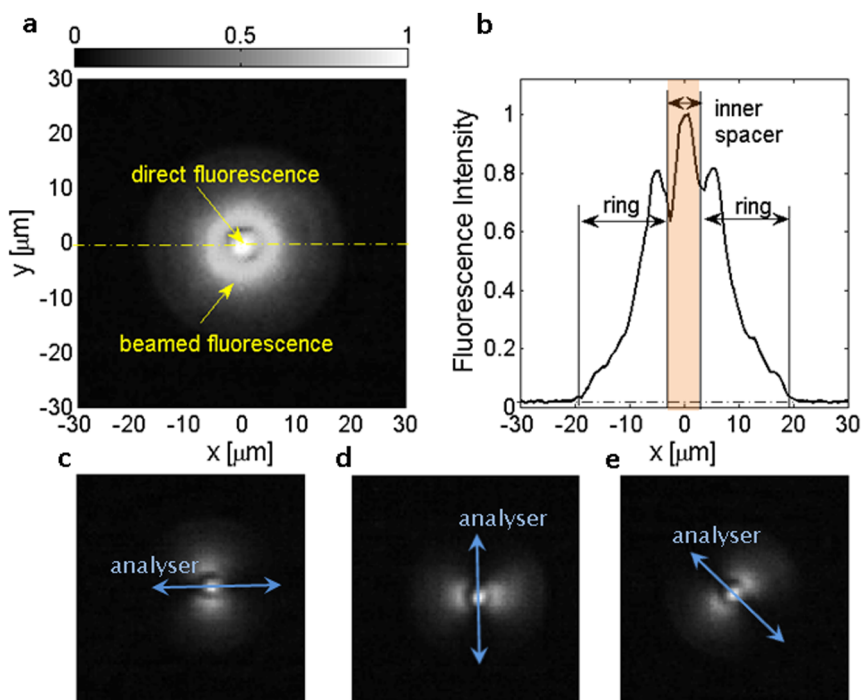 a
0 0.5 1
30
20
10
0
-10
-20
-30
y [μm]
direct fluorescence
beamed fluorescence
-30 -20 -10 0 10 20 30
x [μm]
b
1
0.8
0.6
0.4
0.2
0
Fluorescence Intensity
inner
spacer
ring ring
-30 -20 -10 0 10 20 30
x [μm]
c
analyser
d
analyser
e
analyser